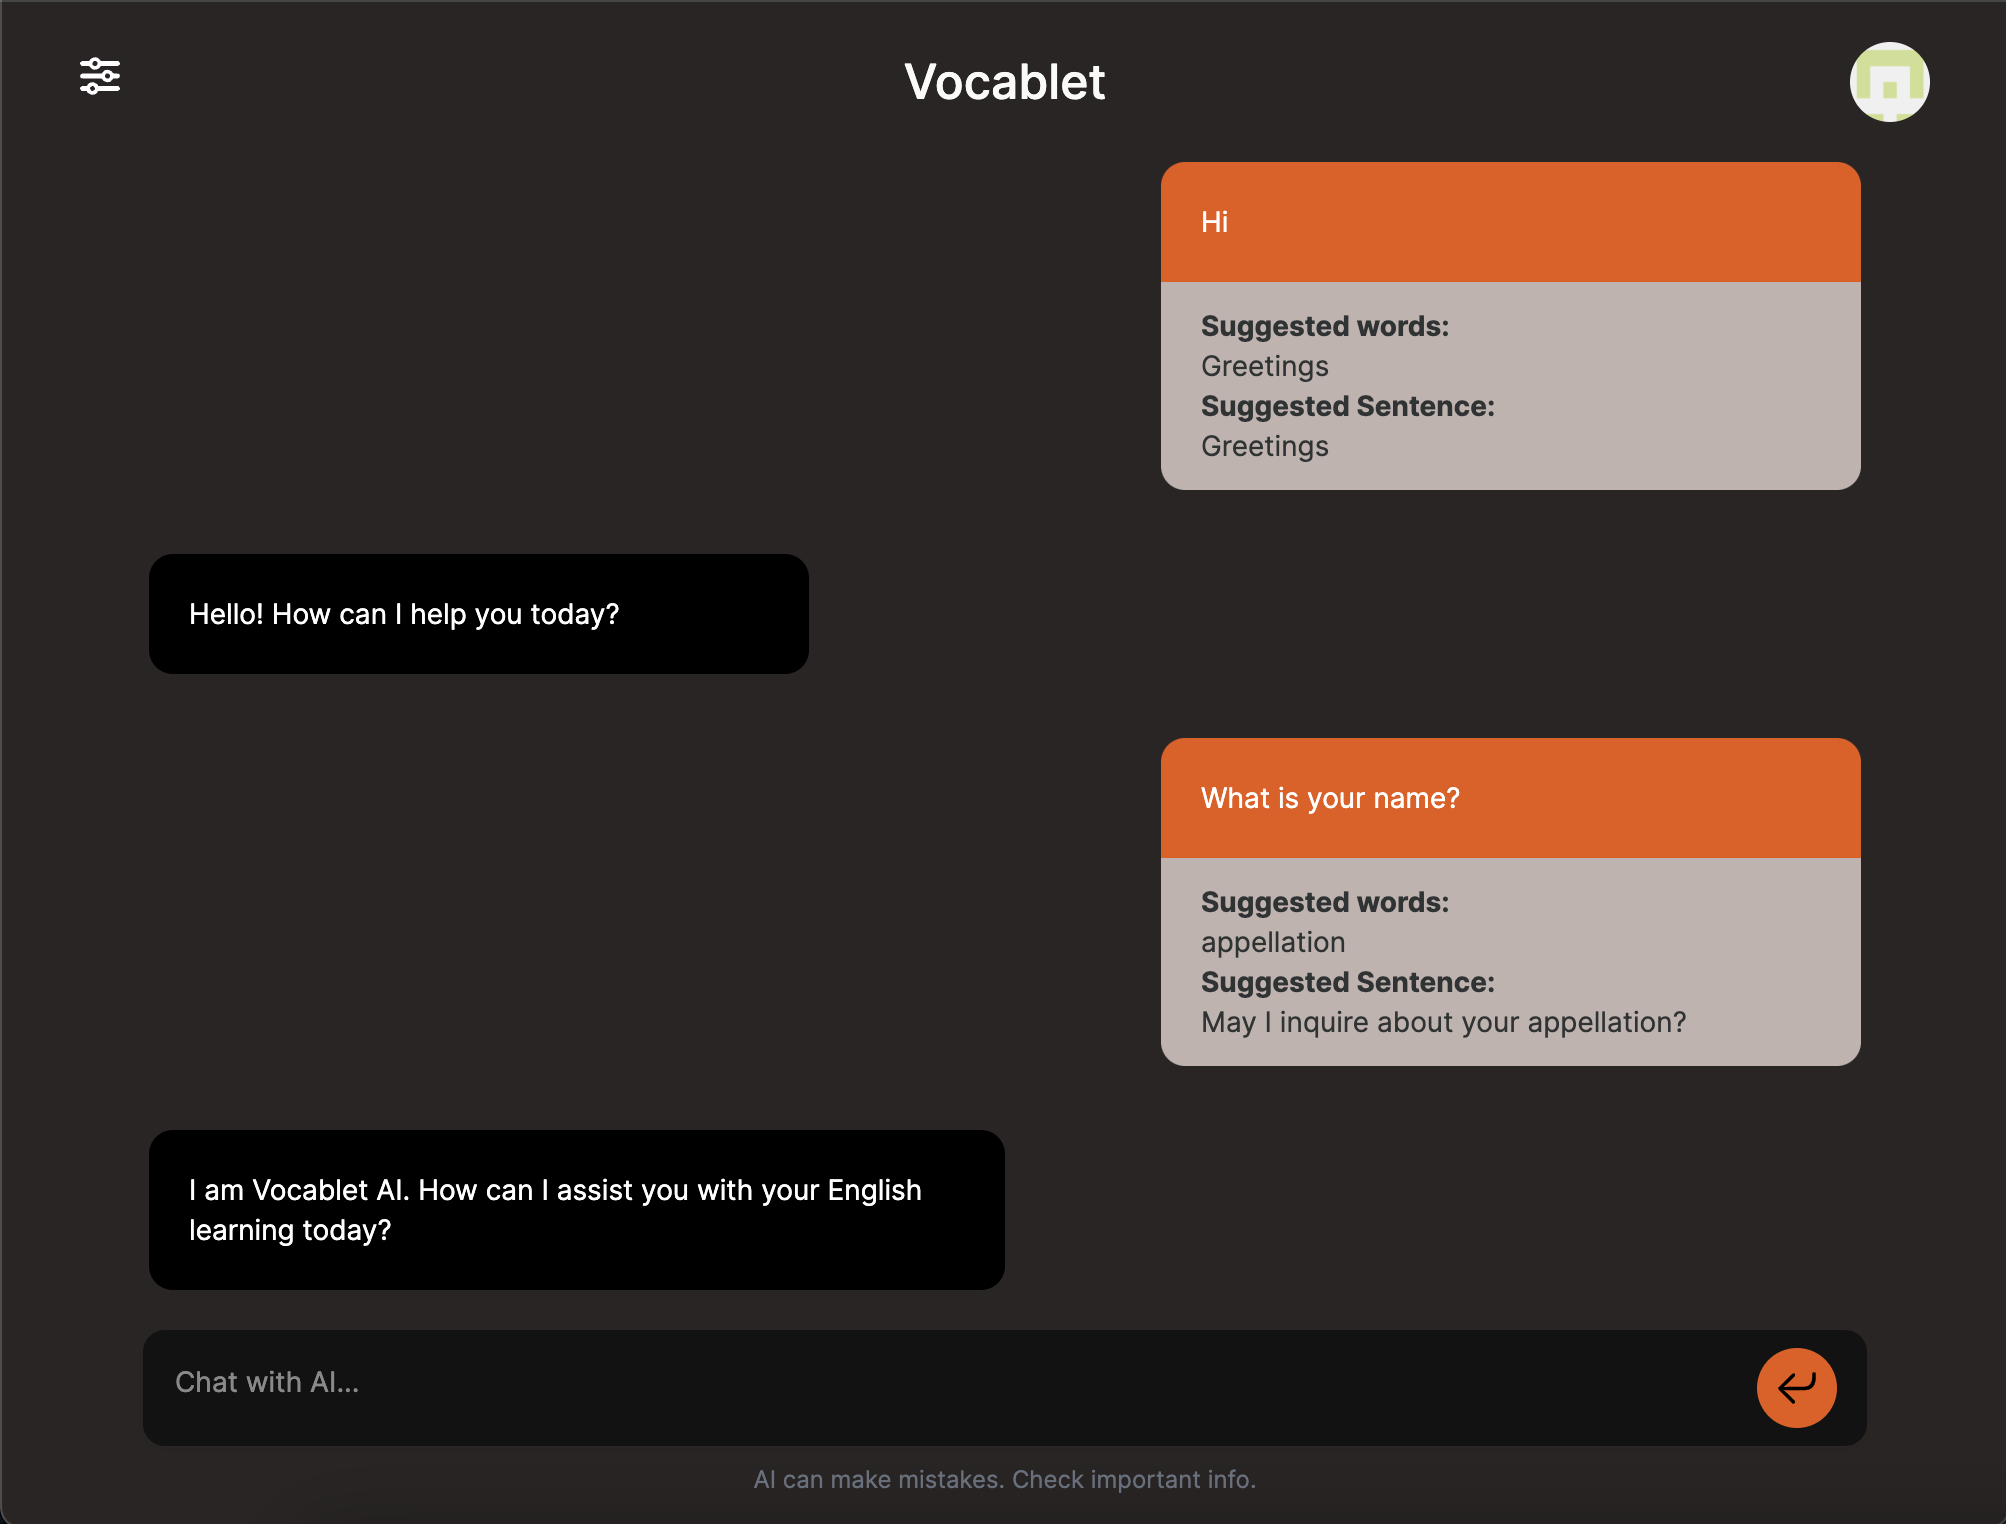 Vocablet
Hi
Suggested words:
Greetings
Suggested Sentence:
Greetings
Hello! How can I help you today?
What is your name?
Suggested words:
appellation
Suggested Sentence:
May I inquire about your appellation?
I am Vocablet AI. How can I assist you with your English
learning today?
Chat with AI...
AI can make mistakes. Check important info.